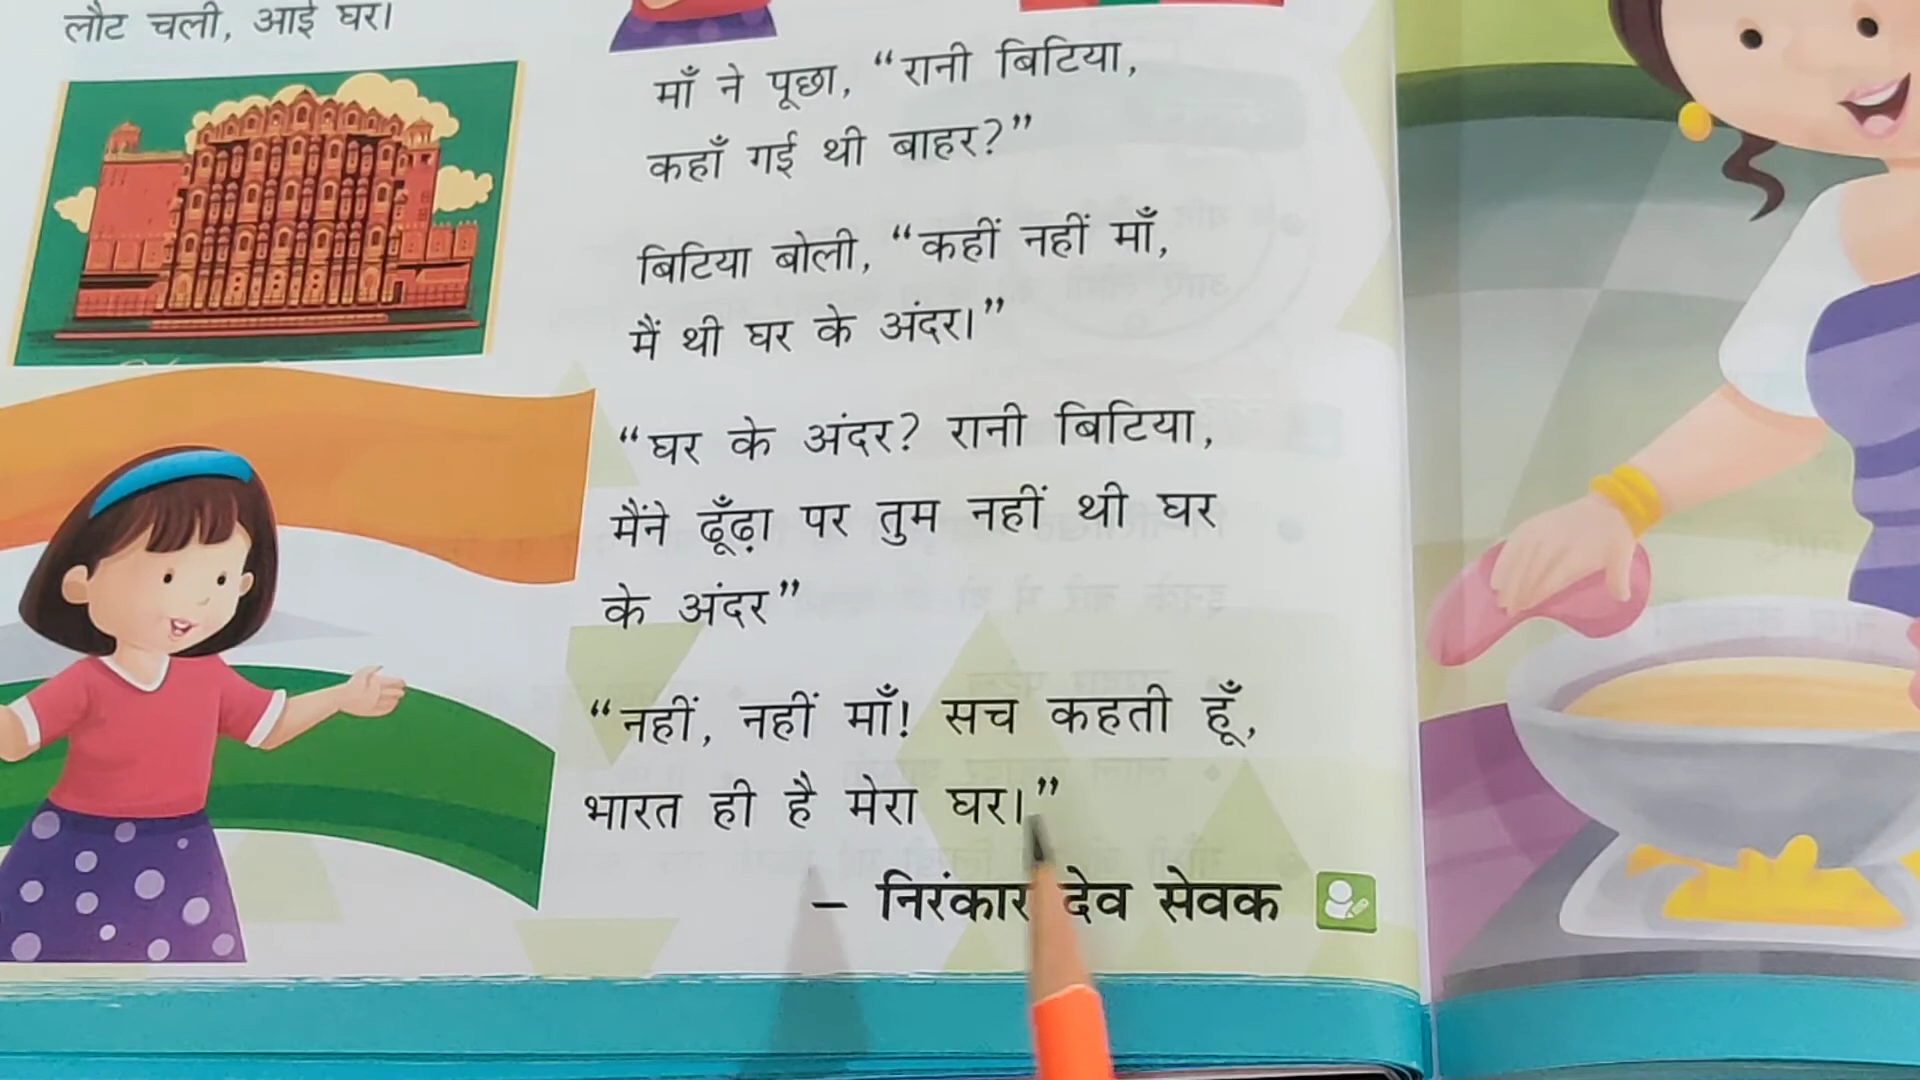 लौट चली, आई घर।
माँ ने पूछा, “रानी बिटिया,
कहाँ गई थी बाहर?”
बिटिया बोली, “कहीं नहीं माँ,
मैं थी घर के अंदर।”
“घर के अंदर? रानी बिटिया,
मैंने ढूँढ़ा पर तुम नहीं थी घर
के अंदर”
“नहीं, नहीं माँ! सच कहती हूँ,
भारत ही है मेरा घर।”
– निरंकार देव सेवक